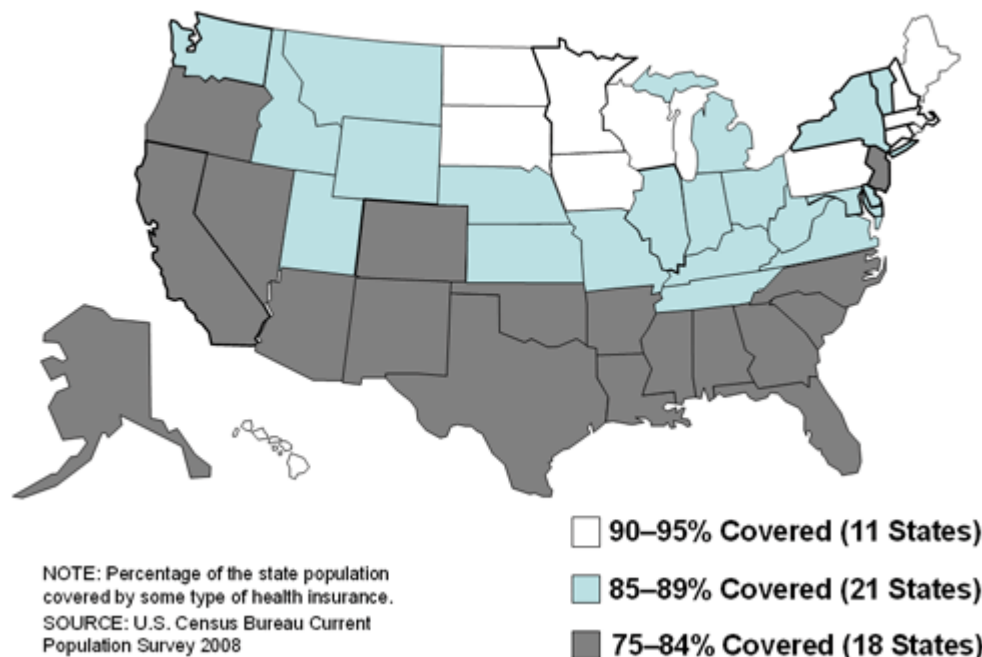 90–95% Covered (11 States)
85–89% Covered (21 States)
75–84% Covered (18 States)
NOTE: Percentage of the state population
covered by some type of health insurance.
SOURCE: U.S. Census Bureau Current
Population Survey 2008